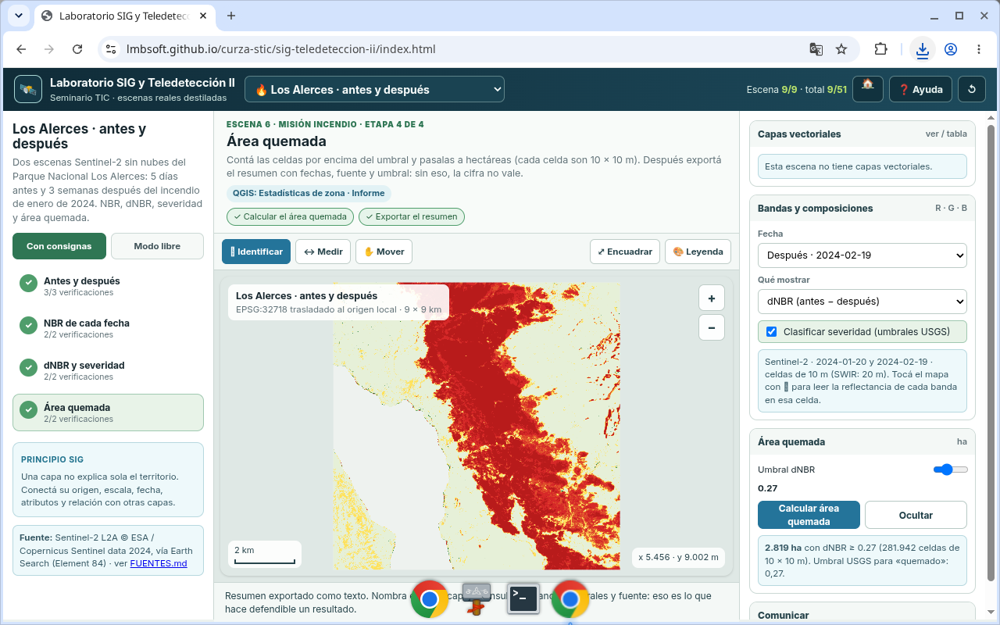 Laboratorio SIG y Teledetec
lmbsoft.github.io/curza-stic/sig-teledeteccion-ii/index.html
Laboratorio SIG y Teledetección II
Seminario TIC · escenas reales destiladas
🔥 Los Alerces · antes y después
Escena 9/9 · total 9/51
❓ Ayuda
Los Alerces · antes y
después
Dos escenas Sentinel-2 sin nubes del
Parque Nacional Los Alerces: 5 días
antes y 3 semanas después del incendio
de enero de 2024. NBR, dNBR, severidad
y área quemada.
Con consignas
Modo libre
Antes y después
3/3 verificaciones
NBR de cada fecha
2/2 verificaciones
dNBR y severidad
2/2 verificaciones
Área quemada
2/2 verificaciones
PRINCIPIO SIG
Una capa no explica sola el territorio.
Conectá su origen, escala, fecha,
atributos y relación con otras capas.
Fuente: Sentinel-2 L2A © ESA /
Copernicus Sentinel data 2024, vía Earth
Search (Element 84) · ver FUENTES.md
ESCENA 6 · MISIÓN INCENDIO · ETAPA 4 DE 4
Área quemada
Contá las celdas por encima del umbral y pasalas a hectáreas (cada celda son 10 × 10 m). Después exportá
el resumen con fechas, fuente y umbral: sin eso, la cifra no vale.
QGIS: Estadísticas de zona · Informe
✓ Calcular el área quemada
✓ Exportar el resumen
Identificar
↔ Medir
✋ Mover
⤢ Encuadrar
🎨 Leyenda
Los Alerces · antes y después
EPSG:32718 trasladado al origen local · 9 × 9 km
+
−
2 km
x 5.456 · y 9.002 m
Resumen exportado como texto. Nombra
rales y fuente: eso es lo que
hace defendible un resultado.
Capas vectoriales
ver / tabla
Esta escena no tiene capas vectoriales.
Bandas y composiciones
R · G · B
Fecha
Después · 2024-02-19
Qué mostrar
dNBR (antes − después)
Clasificar severidad (umbrales USGS)
Sentinel-2 · 2024-01-20 y 2024-02-19 ·
celdas de 10 m (SWIR: 20 m). Tocá el mapa
con para leer la reflectancia de cada banda
en esa celda.
Área quemada
ha
Umbral dNBR
0.27
Calcular área
quemada
Ocultar
2.819 ha con dNBR ≥ 0.27 (281.942 celdas de
10 × 10 m). Umbral USGS para «quemado»:
0,27.
Comunicar